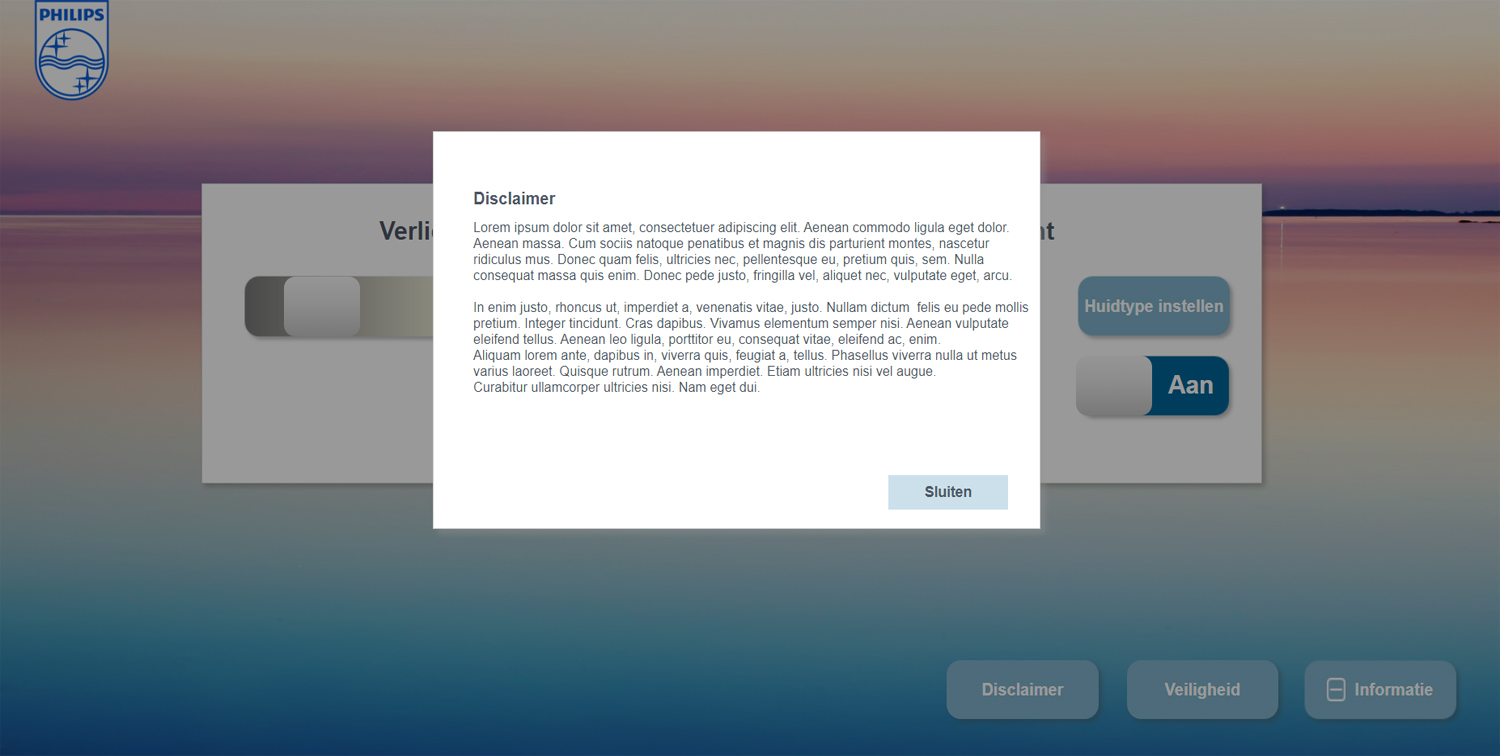 PHILIPS
Disclaimer
Lorem ipsum dolor sit amet, consectetuer adipiscing elit. Aenean commodo ligula eget dolor.
Aenean massa. Cum sociis natoque penatibus et magnis dis parturient montes, nascetur
ridiculus mus. Donec quam felis, ultricies nec, pellentesque eu, pretium quis, sem. Nulla
consequat massa quis enim. Donec pede justo, fringilla vel, aliquet nec, vulputate eget, arcu.
In enim justo, rhoncus ut, imperdiet a, venenatis vitae, justo. Nullam dictum  felis eu pede mollis
pretium. Integer tincidunt. Cras dapibus. Vivamus elementum semper nisi. Aenean vulputate
eleifend tellus. Aenean leo ligula, porttitor eu, consequat vitae, eleifend ac, enim.
Aliquam lorem ante, dapibus in, viverra quis, feugiat a, tellus. Phasellus viverra nulla ut metus
varius laoreet. Quisque rutrum. Aenean imperdiet. Etiam ultricies nisi vel augue.
Curabitur ullamcorper ultricies nisi. Nam eget dui.
Sluiten
Huidtype instellen
Aan
Disclaimer
Veiligheid
Informatie